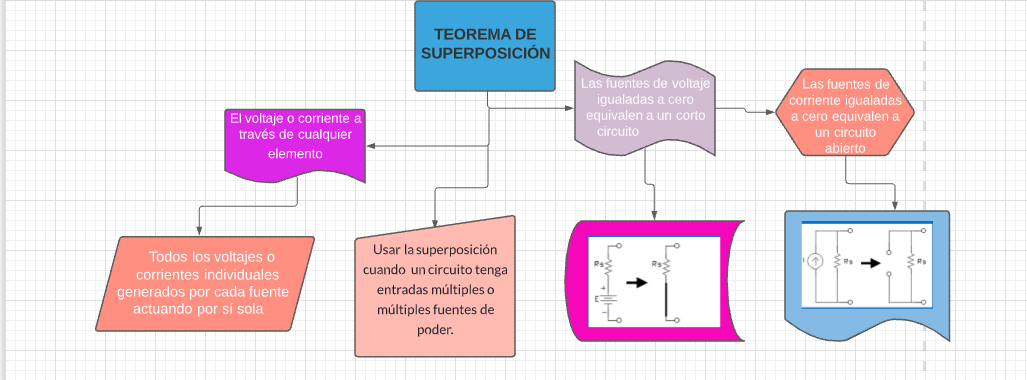 TEOREMA DE
SUPERPOSICIÓN
El voltaje o corriente a
través de cualquier
elemento
Las fuentes de voltaje
igualadas a cero
equivalen a un corto
circuito
Las fuentes de
corriente igualadas
a cero equivalen a
un circuito
abierto
Todos los voltajes o
corrientes individuales
generados por cada fuente
actuando por sí sola
Usar la superposición
cuando un circuito tenga
entradas múltiples o
múltiples fuentes de
poder.
Rs
Rs
E
+
−
I
Rs
Rs